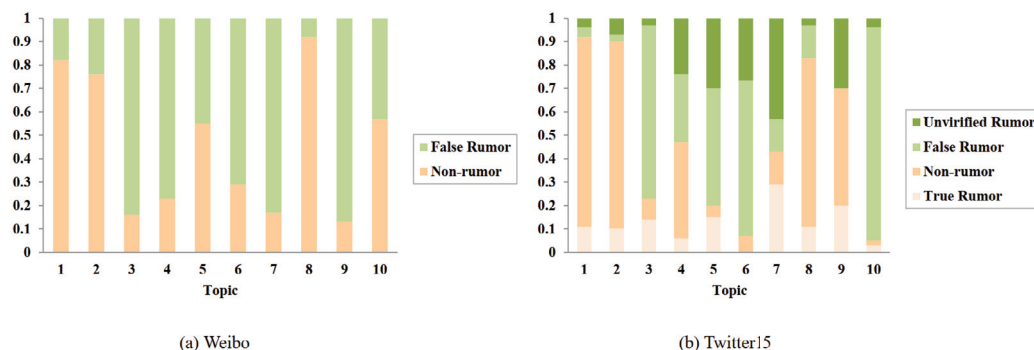 1
0.9
0.8
0.7
0.6
0.5
0.4
0.3
0.2
0.1
0
1 2 3 4 5 6 7 8 9 10
Topic
False Rumor
Non-rumor
(a) Weibo
1
0.9
0.8
0.7
0.6
0.5
0.4
0.3
0.2
0.1
0
1 2 3 4 5 6 7 8 9 10
Topic
Unvirified Rumor
False Rumor
Non-rumor
True Rumor
(b) Twitter15